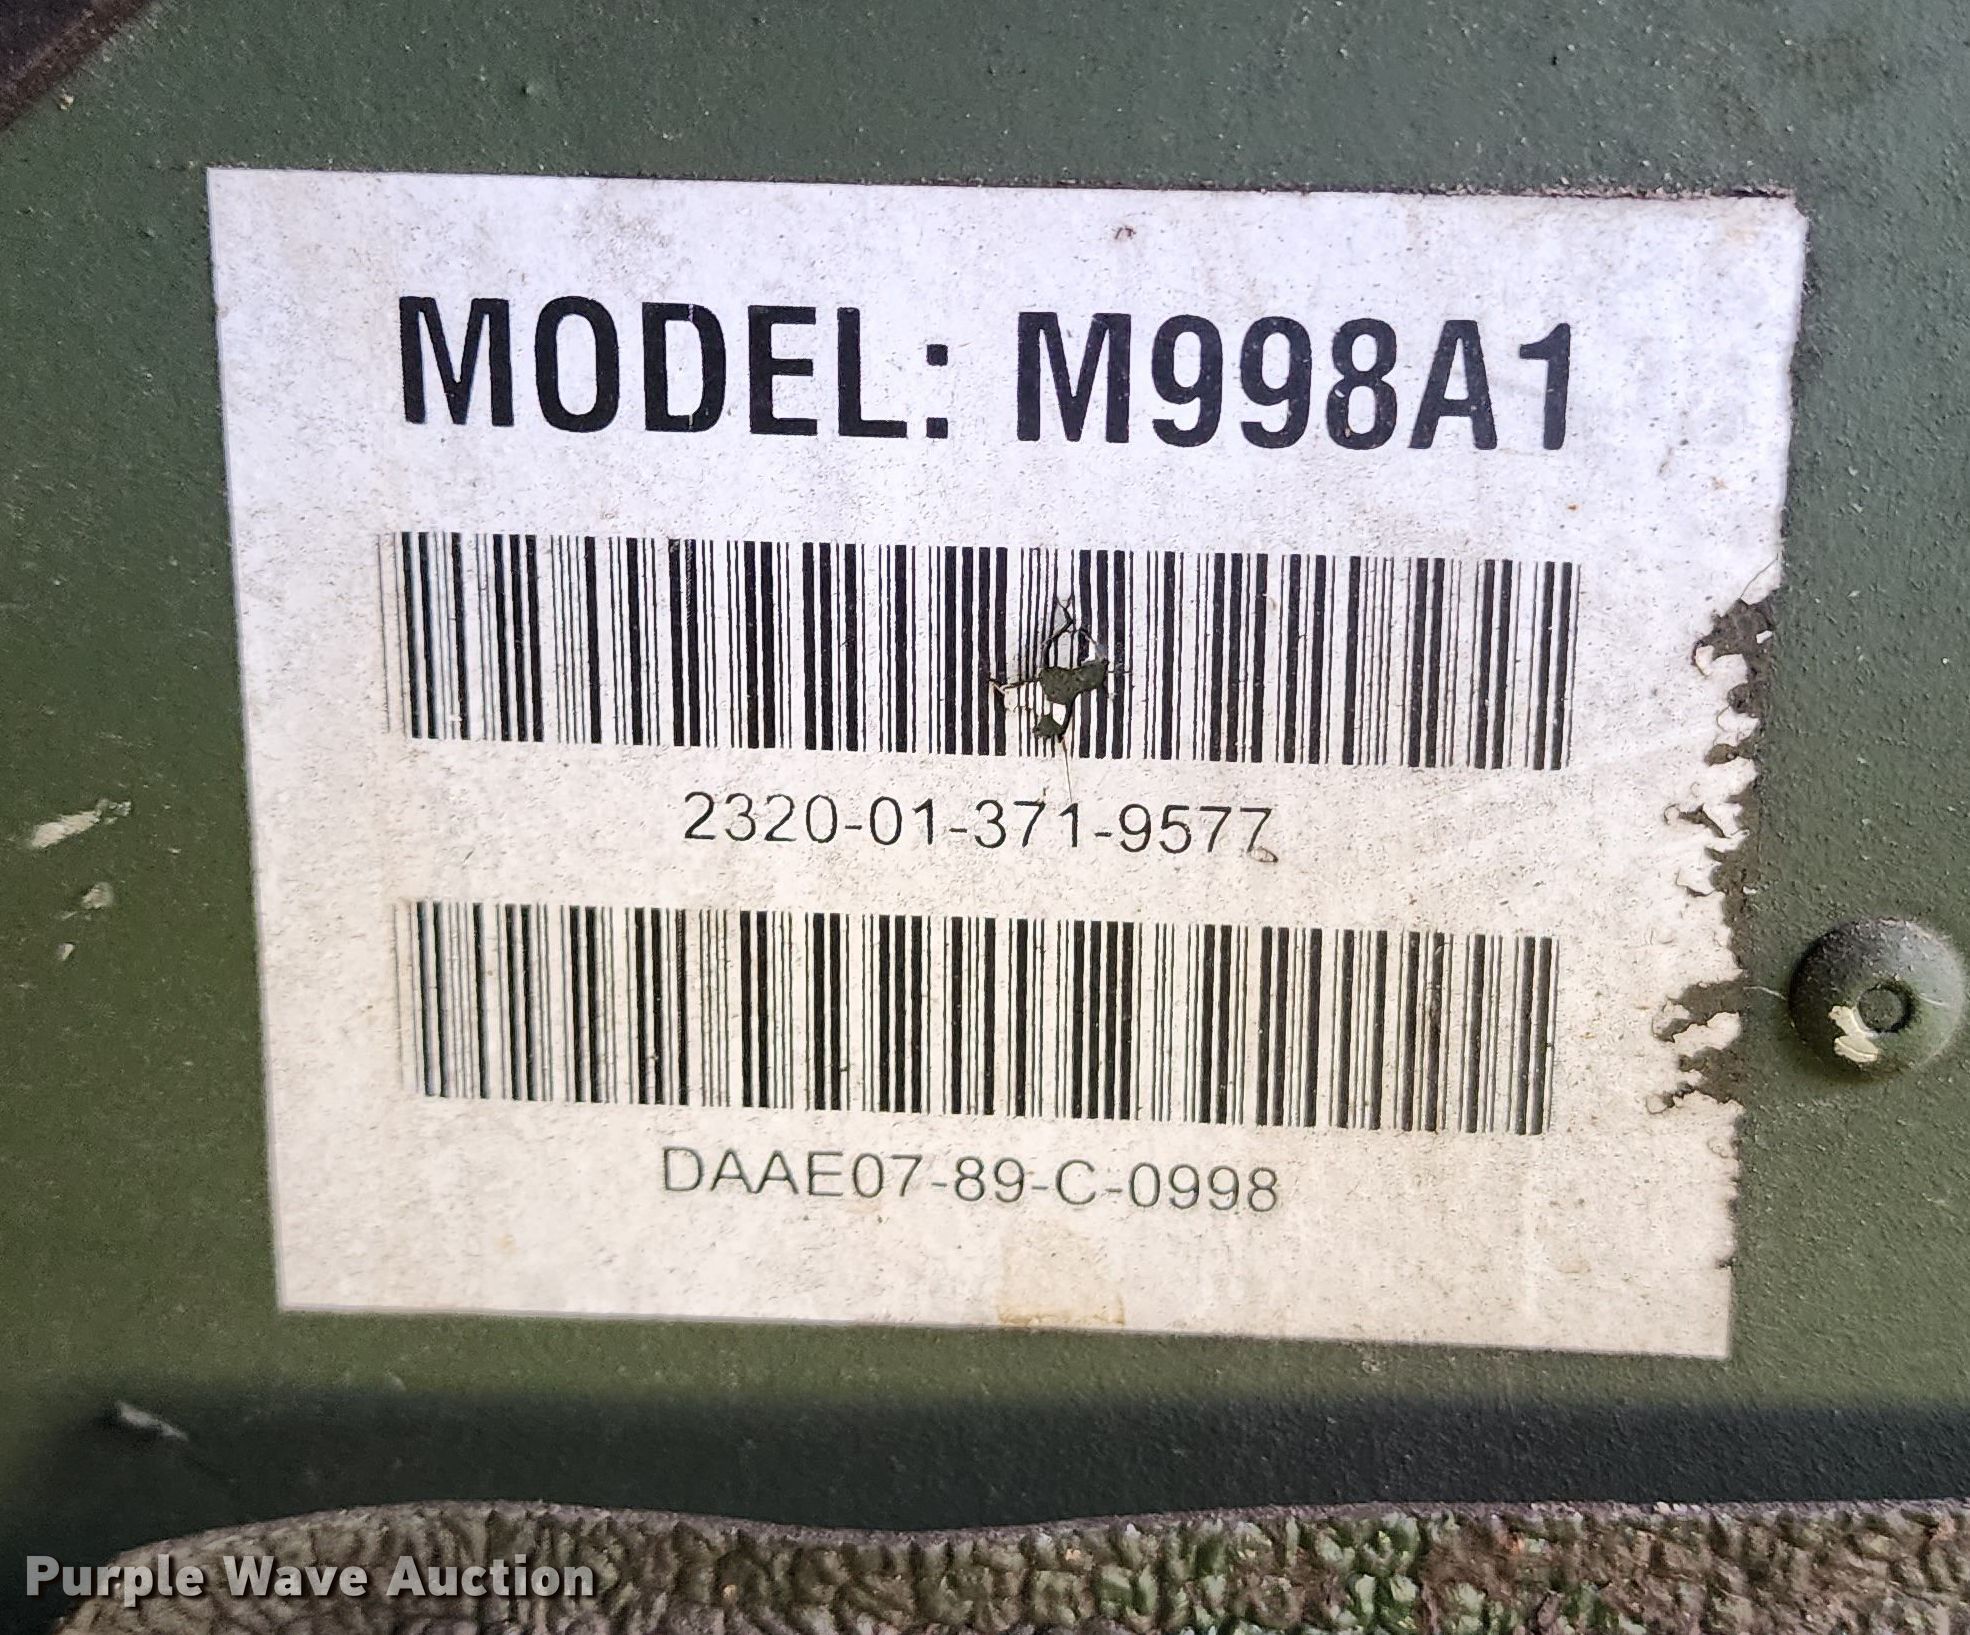 MODEL: M998A1
2320-01-371-9577
DAAE07-89-C-0998
Purple Wave Auction